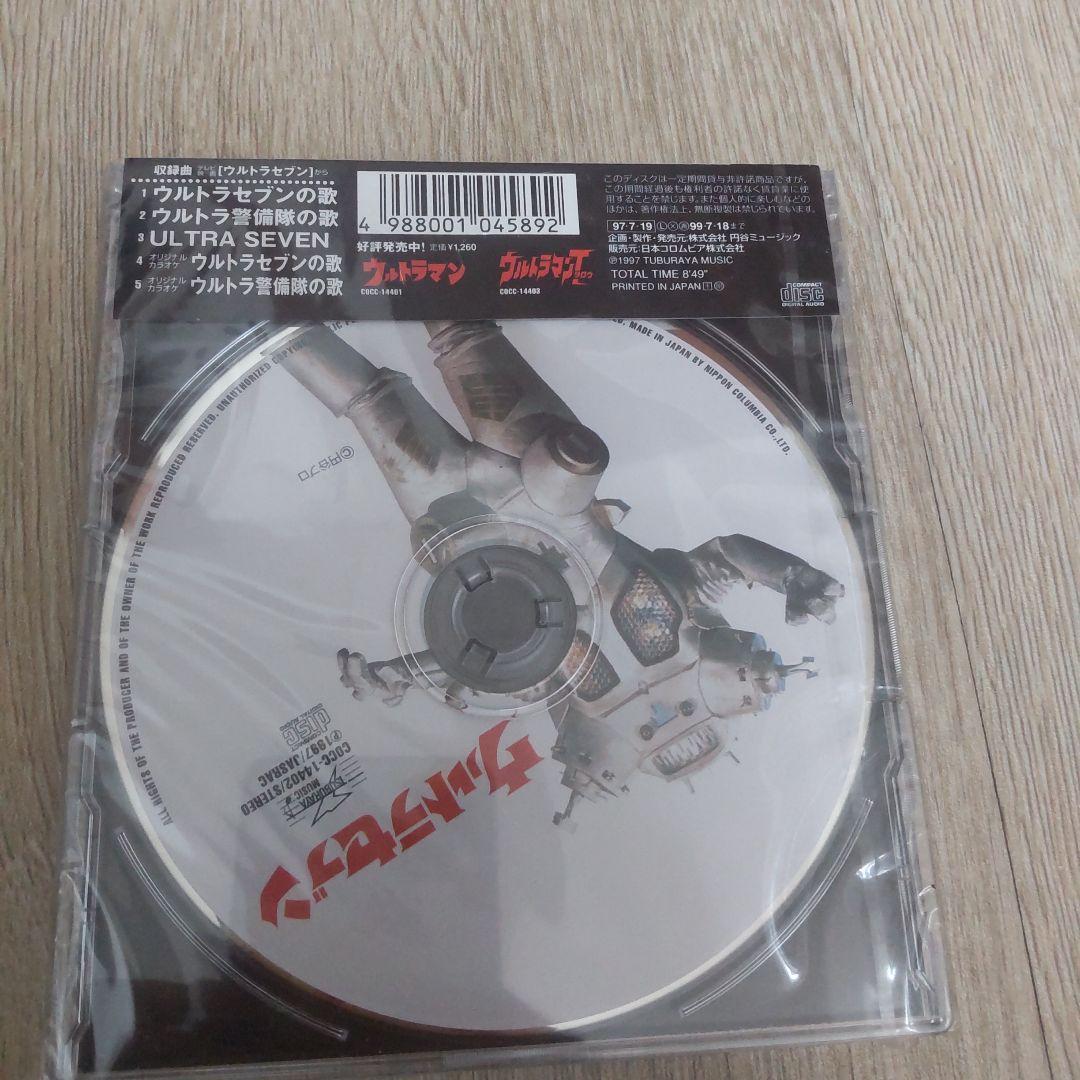 収録曲 テレビ映画 [ウルトラセブン]から
1 ウルトラセブンの歌
2 ウルトラ警備隊の歌
3 ULTRA SEVEN
4 オリジナルカラオケ ウルトラセブンの歌
5 オリジナルカラオケ ウルトラ警備隊の歌
4 988001 045892
好評発売中! 定価¥1,260
ウルトラマン
COCC-14401
ウルトラマンT タロウ
COCC-14403
このディスクは一定期間貸与非許諾商品ですが、
この期間経過後も権利者の許諾なく賃貸業に使
用することを禁じます。また個人的に楽しむなどの
ほかは、著作権法上、無断複製は禁じられています。
97・7・19 L X 99・7・18まで
企画・製作・発売元:株式会社 円谷ミュージック
販売元:日本コロムビア株式会社
℗1997 TUBURAYA MUSIC
TOTAL TIME 8'49"
PRINTED IN JAPAN
COMPACT
disc
DIGITAL AUDIO
ALL RIGHTS OF THE PRODUCER AND OF THE OWNER OF THE WORK REPRODUCED RESERVED. UNAUTHORIZED COPYING
MADE IN JAPAN BY NIPPON COLUMBIA CO.,LTD.
©円谷プロ
ウルトラセブン
TSUBURAYA
MUSIC
COCC-14402/STEREO
℗1997/JASRAC
COMPACT
disc
DIGITAL AUDIO